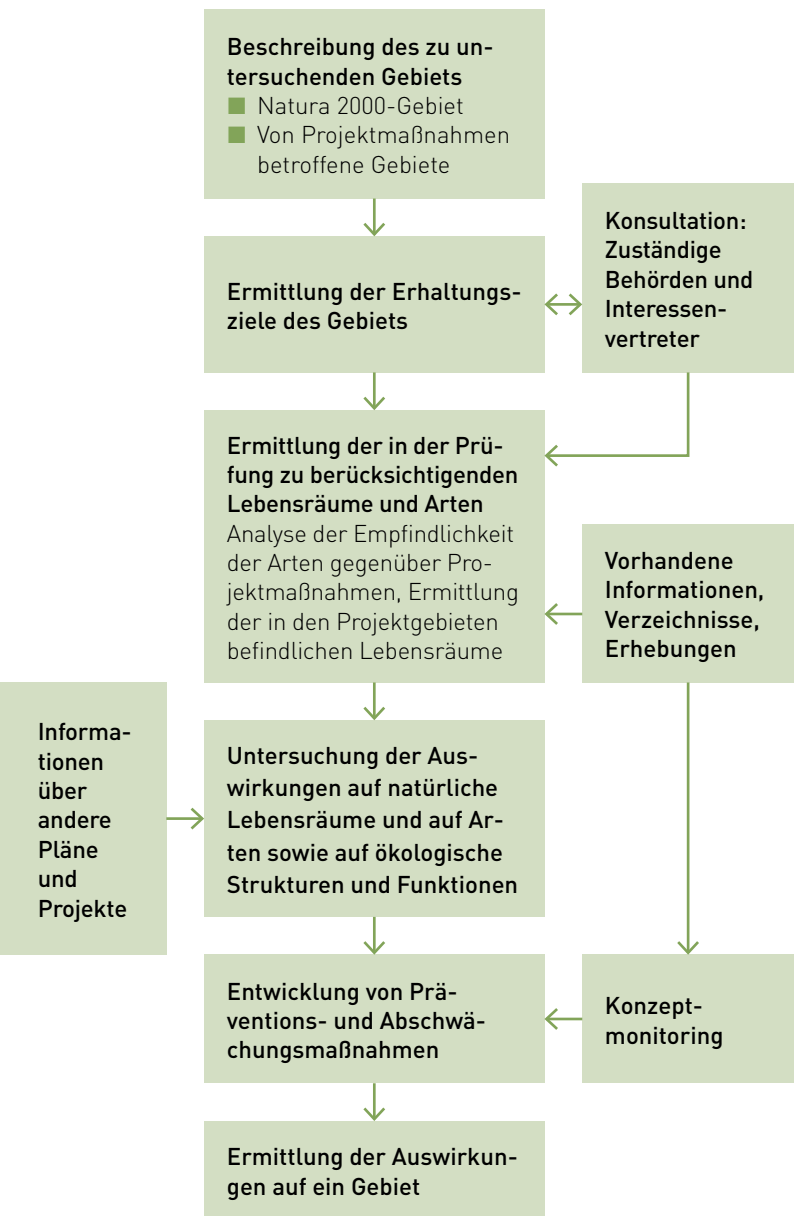 Beschreibung des zu un-
tersuchenden Gebiets
Natura 2000-Gebiet
Von Projektmaßnahmen
betroffene Gebiete
Ermittlung der Erhaltungs-
ziele des Gebiets
Konsultation:
Zuständige
Behörden und
Interessen-
vertreter
Ermittlung der in der Prü-
fung zu berücksichtigenden
Lebensräume und Arten
Analyse der Empfindlichkeit
der Arten gegenüber Pro-
jektmaßnahmen, Ermittlung
der in den Projektgebieten
befindlichen Lebensräume
Vorhandene
Informationen,
Verzeichnisse,
Erhebungen
Informa-
tionen
über
andere
Pläne
und
Projekte
Untersuchung der Aus-
wirkungen auf natürliche
Lebensräume und auf Ar-
ten sowie auf ökologische
Strukturen und Funktionen
Entwicklung von Prä-
ventions- und Abschwä-
chungsmaßnahmen
Konzept-
monitoring
Ermittlung der Auswirkun-
gen auf ein Gebiet